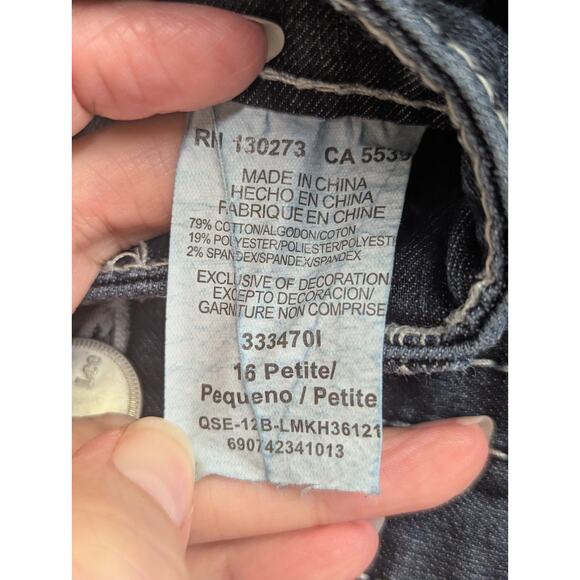 RN 130273 CA 5539
MADE IN CHINA
HECHO EN CHINA
FABRIQUE EN CHINE
79% COTTON/ALGODON/COTON
19% POLYESTER/POLIESTER/POLYESTE
2% SPANDEX/SPANDEX/SPANDEX
EXCLUSIVE OF DECORATION
EXCEPTO DECORACION/
GARNITURE NON COMPRISE
333470I
16 Petite/
Pequeno / Petite
QSE-12B-LMKH36121
690742341013
Lee